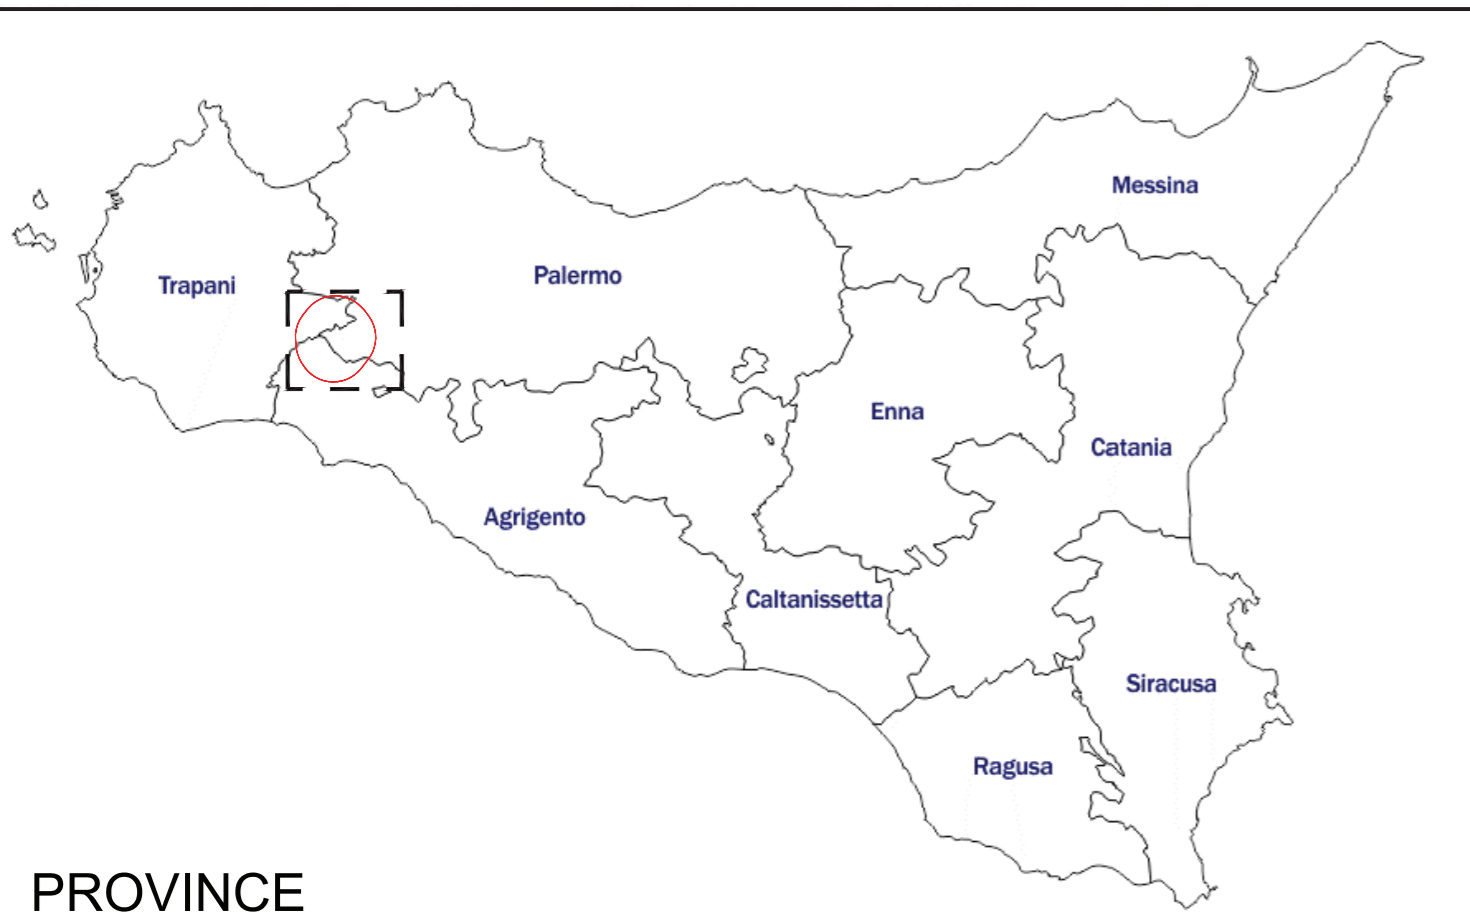 Messina
Trapani
Palermo
Enna
Catania
Agrigento
Caltanissetta
Siracusa
Ragusa
PROVINCE